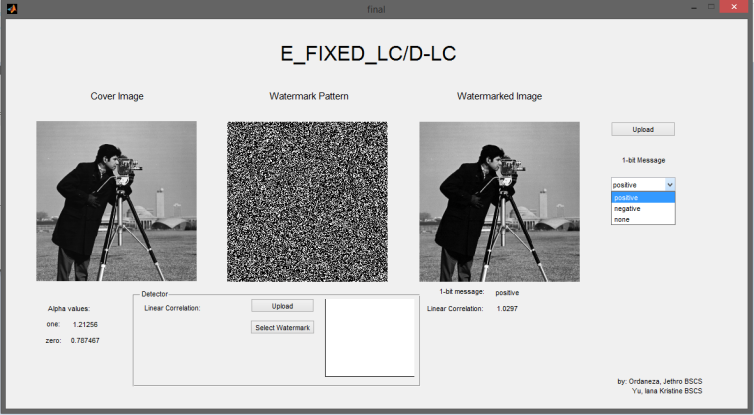 final
E_FIXED_LC/D-LC
Cover Image
Watermark Pattern
Watermarked Image
Upload
1-bit Message
positive
positive
negative
none
1-bit message: positive
Linear Correlation: 1.0297
Alpha values:
one: 1.21256
zero: 0.787467
Detector
Linear Correlation:
Upload
Select Watermark
by: Ordaneza, Jethro BSCS
Yu, Iana Kristine BSCS